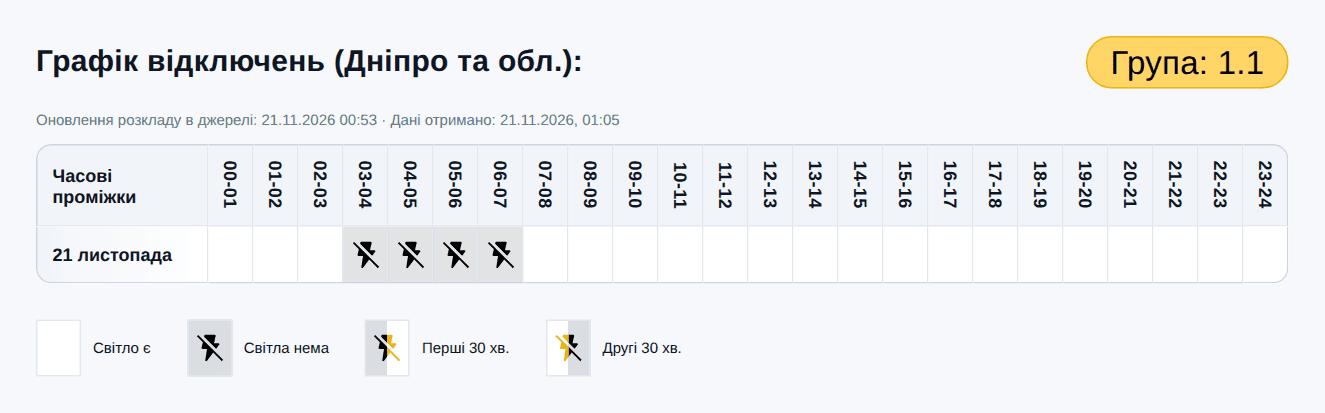 Графік відключень (Дніпро та обл.):
Група: 1.1
Оновлення розкладу в джерелі: 21.11.2026 00:53 · Дані отримано: 21.11.2026, 01:05
Часові
проміжки
00-01
01-02
02-03
03-04
04-05
05-06
06-07
07-08
08-09
09-10
10-11
11-12
12-13
13-14
14-15
15-16
16-17
17-18
18-19
19-20
20-21
21-22
22-23
23-24
21 листопада
Світло є
Світла нема
Перші 30 хв.
Другі 30 хв.